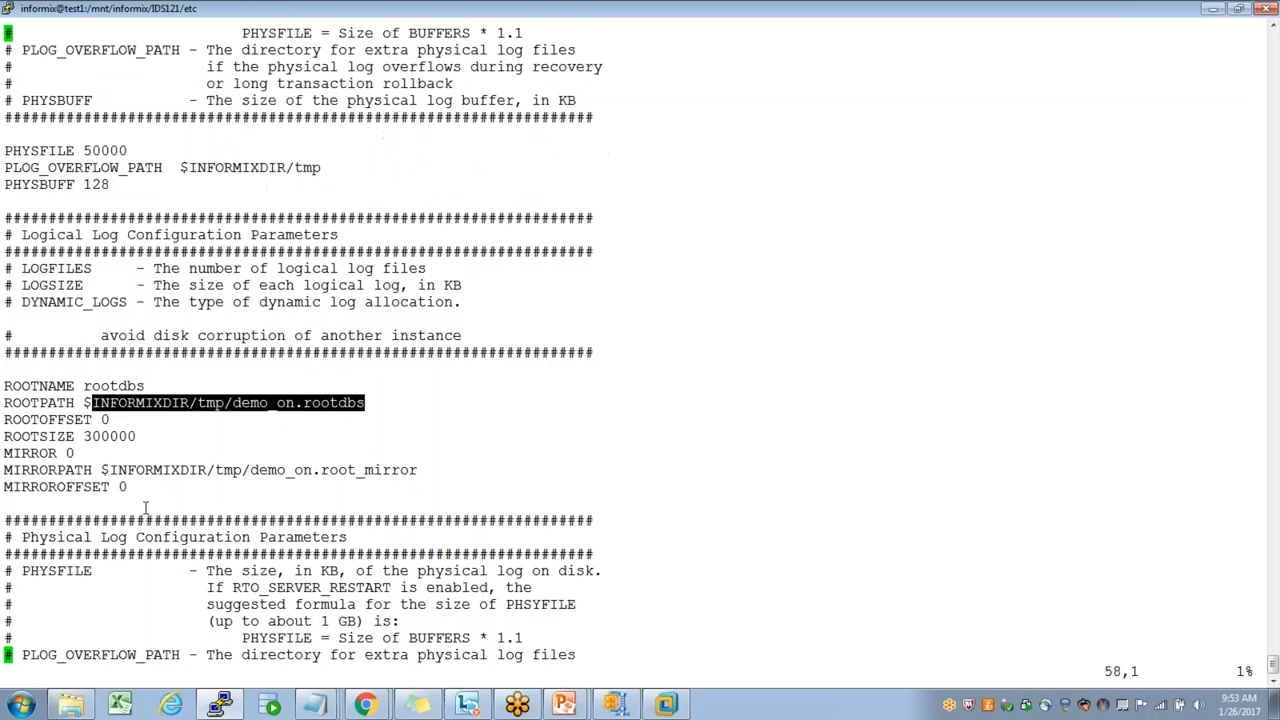 informix@test1:/mnt/informix/IDS121/etc
# PHYSFILE = Size of BUFFERS * 1.1
# PLOG_OVERFLOW_PATH - The directory for extra physical log files
# if the physical log overflows during recovery
# or long transaction rollback
# PHYSBUFF - The size of the physical log buffer, in KB
###################################################################
PHYSFILE 50000
PLOG_OVERFLOW_PATH $INFORMIXDIR/tmp
PHYSBUFF 128
###################################################################
# Logical Log Configuration Parameters
###################################################################
# LOGFILES - The number of logical log files
# LOGSIZE - The size of each logical log, in KB
# DYNAMIC_LOGS - The type of dynamic log allocation.
# avoid disk corruption of another instance
###################################################################
ROOTNAME rootdbs
ROOTPATH $INFORMIXDIR/tmp/demo_on.rootdbs
ROOTOFFSET 0
ROOTSIZE 300000
MIRROR 0
MIRRORPATH $INFORMIXDIR/tmp/demo_on.root_mirror
MIRROROFFSET 0
###################################################################
# Physical Log Configuration Parameters
###################################################################
# PHYSFILE - The size, in KB, of the physical log on disk.
# If RTO_SERVER_RESTART is enabled, the
# suggested formula for the size of PHSYFILE
# (up to about 1 GB) is:
# PHYSFILE = Size of BUFFERS * 1.1
# PLOG_OVERFLOW_PATH - The directory for extra physical log files
58,1 1%
9:53 AM
1/26/2017